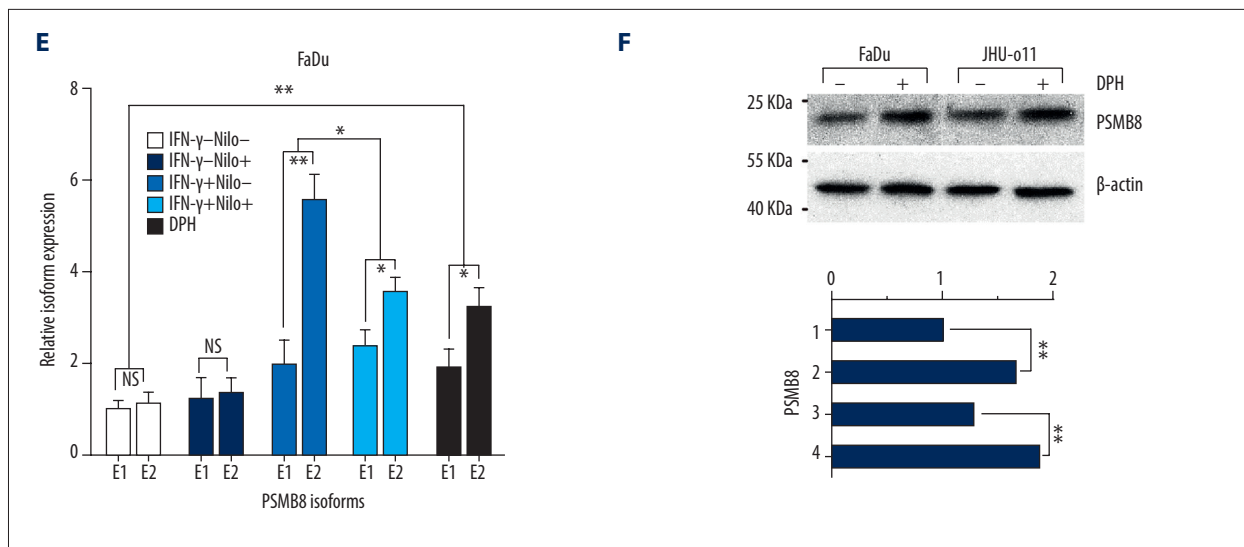 E
FaDu
8
6
4
2
0
Relative isoform expression
IFN-γ–Nilo–
IFN-γ–Nilo+
IFN-γ+Nilo–
IFN-γ+Nilo+
DPH
**
*
**
*
*
NS
NS
E1 E2 E1 E2 E1 E2 E1 E2 E1 E2
PSMB8 isoforms
F
FaDu JHU-o11
– + – + DPH
25 KDa
PSMB8
55 KDa
β-actin
40 KDa
0 1 2
1
2
3
4
PSMB8
**
**